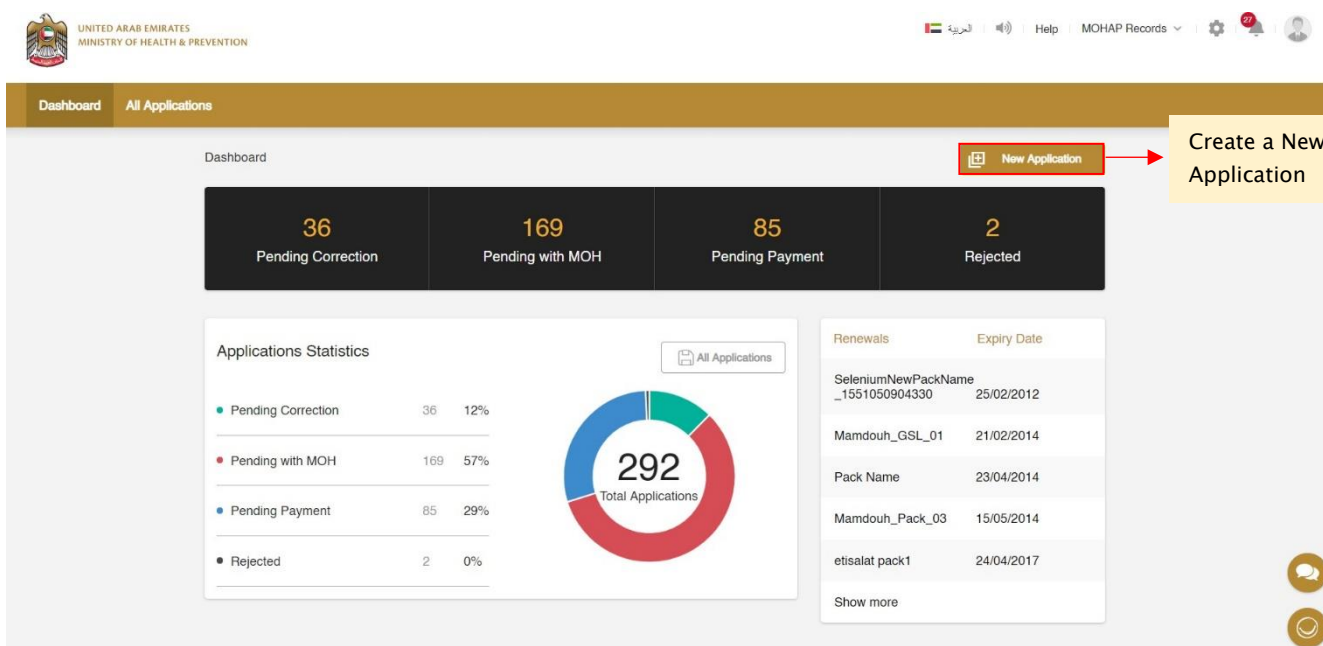 UNITED ARAB EMIRATES
MINISTRY OF HEALTH & PREVENTION
العربية
Help
MOHAP Records
27
Dashboard
All Applications
Dashboard
New Application
Create a New
Application
36
Pending Correction
169
Pending with MOH
85
Pending Payment
2
Rejected
Applications Statistics
All Applications
Pending Correction 36 12%
Pending with MOH 169 57%
Pending Payment 85 29%
Rejected 2 0%
292
Total Applications
Renewals Expiry Date
SeleniumNewPackName
_1551050904330 25/02/2012
Mamdouh_GSL_01 21/02/2014
Pack Name 23/04/2014
Mamdouh_Pack_03 15/05/2014
etisalat pack1 24/04/2017
Show more